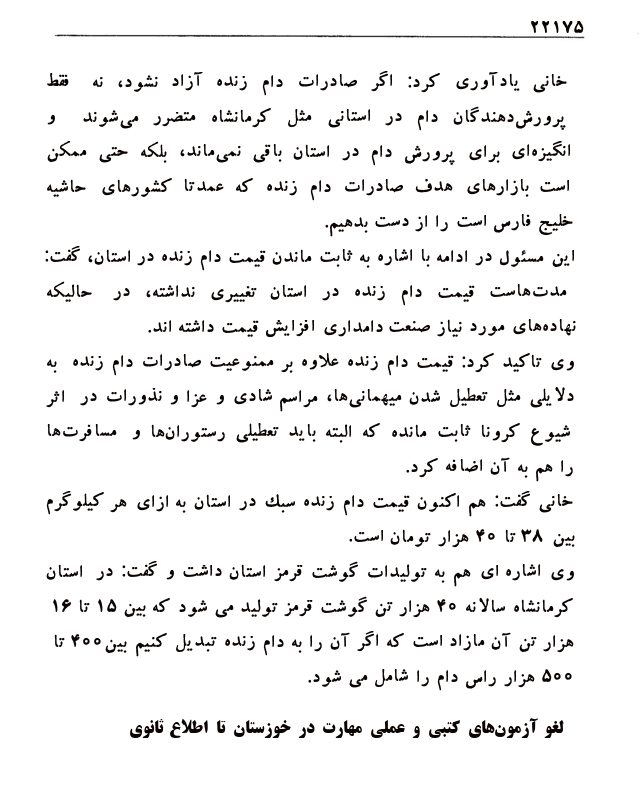 ۲۲۱۷۵
خانی یادآوری کرد: اگر صادرات دام زنده آزاد نشود، نه فقط
پرورش‌دهندگان دام در استانی مثل کرمانشاه متضرر می‌شوند و
انگیزه‌ای برای پرورش دام در استان باقی نمی‌ماند، بلکه حتی ممکن
است بازارهای هدف صادرات دام زنده که عمدتا کشورهای حاشیه
خلیج فارس است را از دست بدهیم.
این مسئول در ادامه با اشاره به ثابت ماندن قیمت دام زنده در استان، گفت:
مدت‌هاست قیمت دام زنده در استان تغییری نداشته، در حالیکه
نهاده‌های مورد نیاز صنعت دامداری افزایش قیمت داشته اند.
وی تاکید کرد: قیمت دام زنده علاوه بر ممنوعیت صادرات دام زنده به
دلایلی مثل تعطیل شدن میهمانی‌ها، مراسم شادی و عزا و نذورات در اثر
شیوع کرونا ثابت مانده که البته باید تعطیلی رستوران‌ها و مسافرت‌ها
را هم به آن اضافه کرد.
خانی گفت: هم اکنون قیمت دام زنده سبك در استان به ازای هر کیلوگرم
بین ۳۸ تا ۴۰ هزار تومان است.
وی اشاره ای هم به تولیدات گوشت قرمز استان داشت و گفت: در استان
کرمانشاه سالانه ۴۰ هزار تن گوشت قرمز تولید می شود که بین ۱۵ تا ۱۶
هزار تن آن مازاد است که اگر آن را به دام زنده تبدیل کنیم بین۴۰۰ تا
۵۰۰ هزار راس دام را شامل می شود.
لغو آزمون‌های کتبی و عملی مهارت در خوزستان تا اطلاع ثانوی